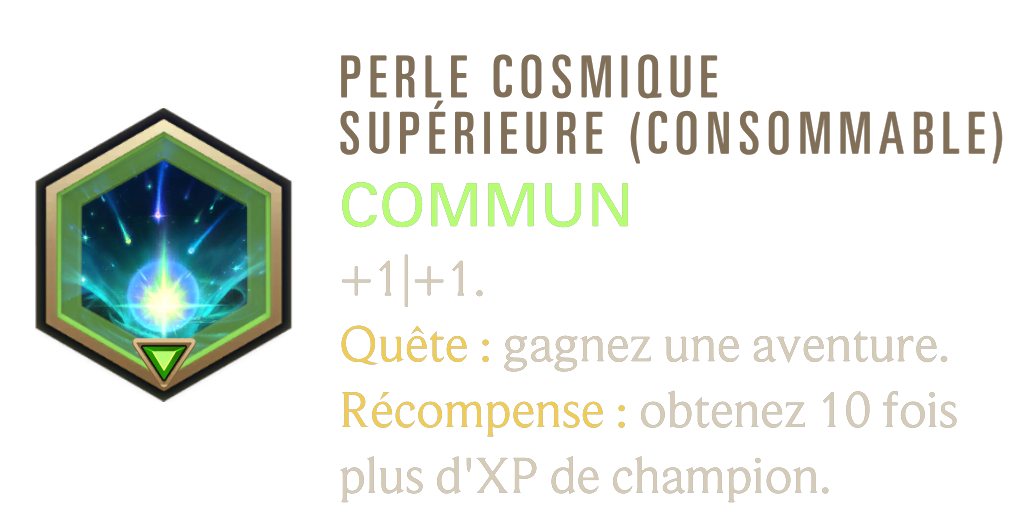 PERLE COSMIQUE
SUPÉRIEURE (CONSOMMABLE)
COMMUN
+1|+1.
Quête : gagnez une aventure.
Récompense : obtenez 10 fois
plus d'XP de champion.